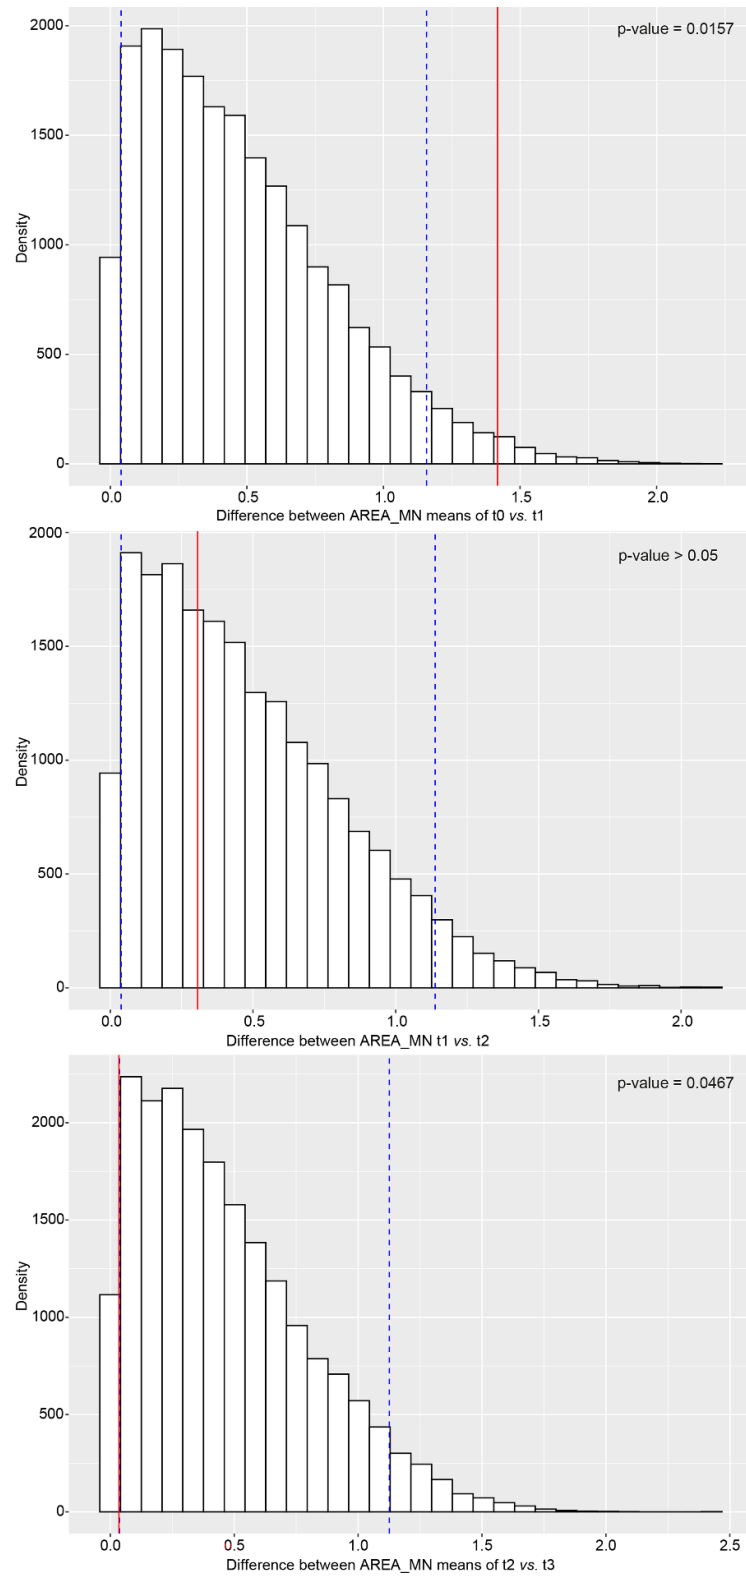 p-value = 0.0157
Density
2000
1500
1000
500
0
0.0 0.5 1.0 1.5 2.0
Difference between AREA_MN means of t0 vs. t1
p-value > 0.05
Density
2000
1500
1000
500
0
0.0 0.5 1.0 1.5 2.0
Difference between AREA_MN t1 vs. t2
p-value = 0.0467
Density
2000
1500
1000
500
0
0.0 0.5 1.0 1.5 2.0 2.5
Difference between AREA_MN means of t2 vs. t3